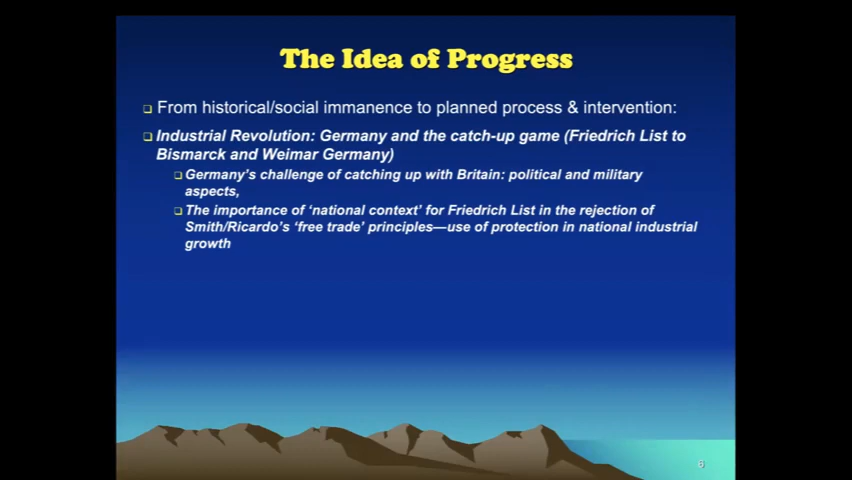 The Idea of Progress
From historical/social immanence to planned process & intervention:
Industrial Revolution: Germany and the catch-up game (Friedrich List to
Bismarck and Weimar Germany)
Germany's challenge of catching up with Britain: political and military
aspects,
The importance of 'national context' for Friedrich List in the rejection of
Smith/Ricardo's 'free trade' principles—use of protection in national industrial
growth
6